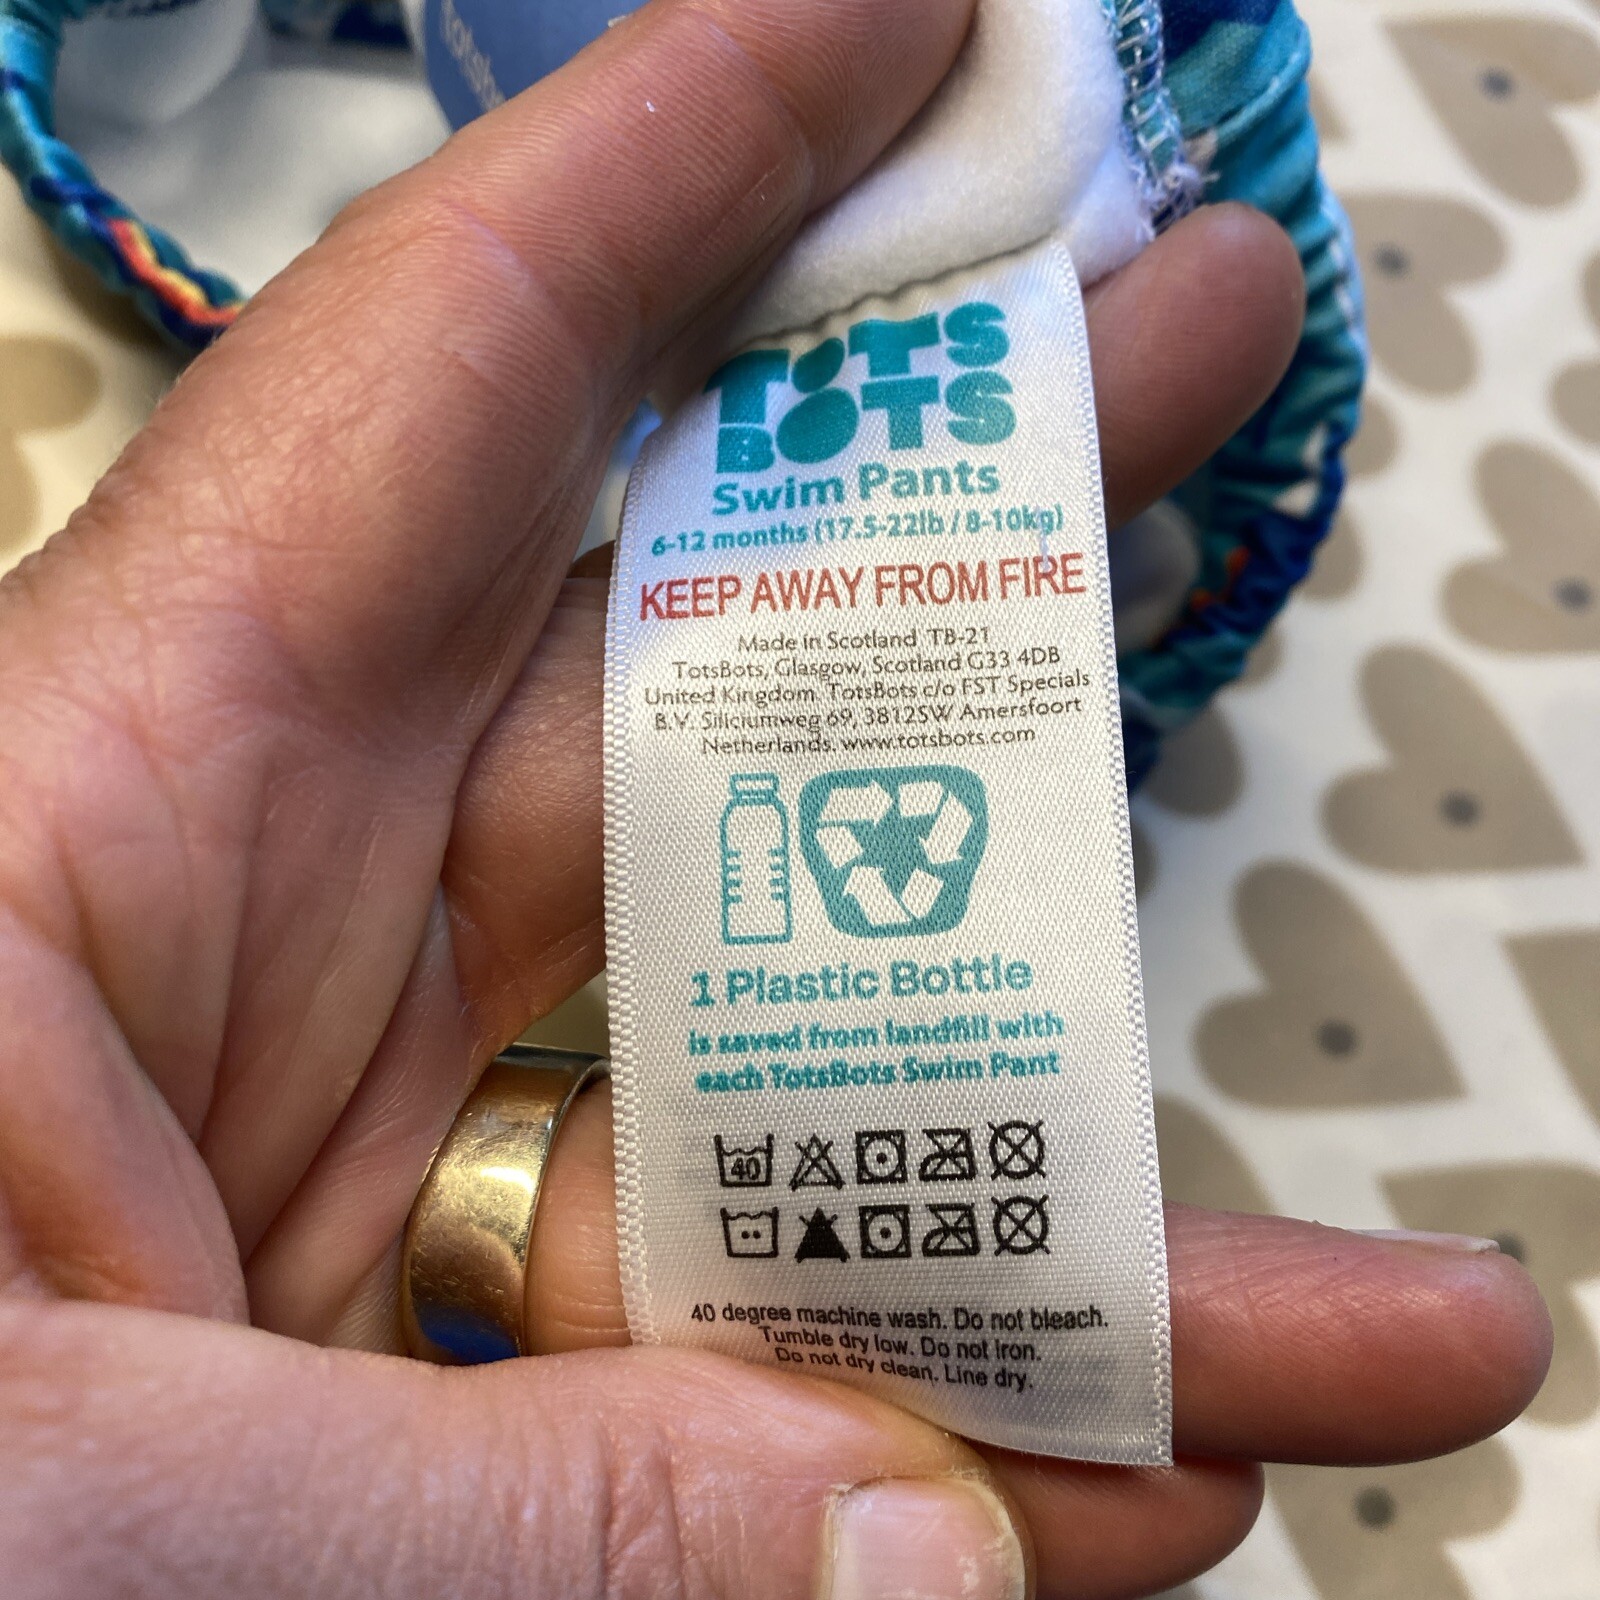 totsbo
TOTS
BOTS
Swim Pants
6-12 months (17.5-22lb / 8-10kg)
KEEP AWAY FROM FIRE
Made in Scotland TB-21
TotsBots, Glasgow, Scotland G33 4DB
United Kingdom. TotsBots c/o FST Specials
B.V. Siliciumweg 69, 3812SW Amersfoort
Netherlands. www.totsbots.com
1 Plastic Bottle
is saved from landfill with
each TotsBots Swim Pant
40
40 degree machine wash. Do not bleach.
Tumble dry low. Do not iron.
Do not dry clean. Line dry.